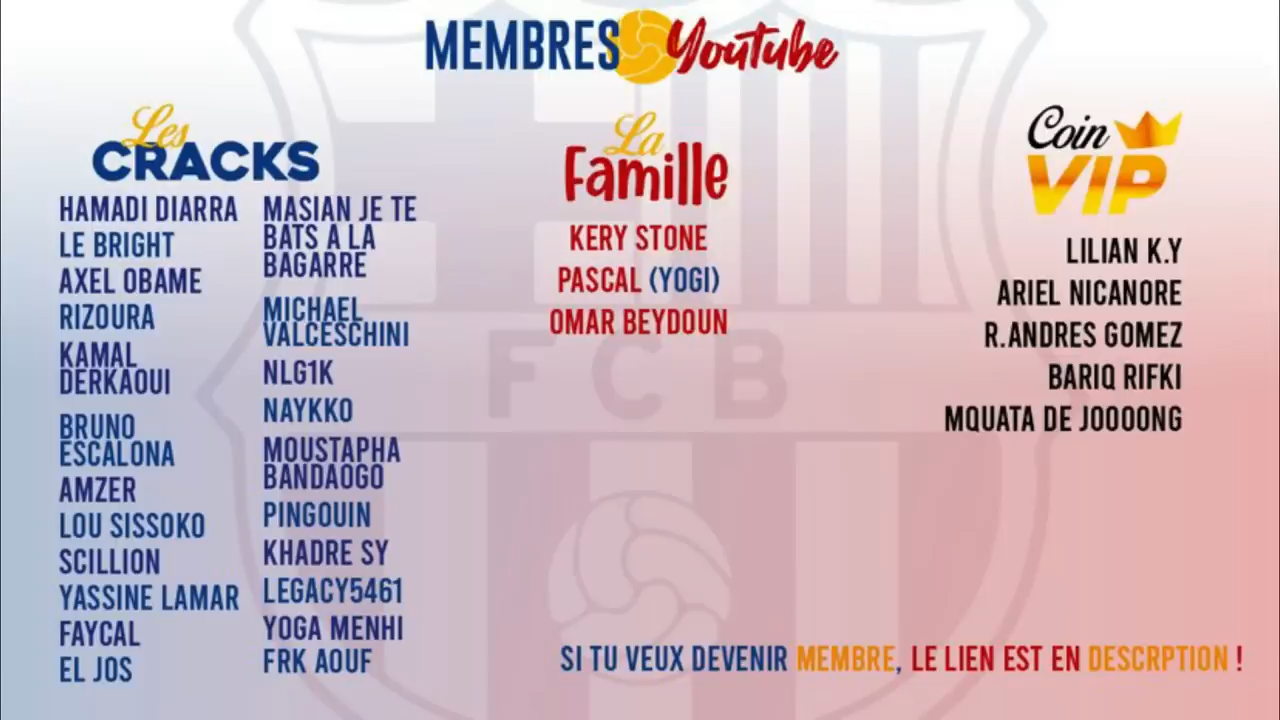 MEMBRES Youtube
Les
CRACKS
HAMADI DIARRA
LE BRIGHT
AXEL OBAME
RIZOURA
KAMAL
DERKAOUI
BRUNO
ESCALONA
AMZER
LOU SISSOKO
SCILLION
YASSINE LAMAR
FAYCAL
EL JOS
MASIAN JE TE
BATS A LA
BAGARRE
MICHAEL
VALCESCHINI
NLG1K
NAYKKO
MOUSTAPHA
BANDAOGO
PINGOUIN
KHADRE SY
LEGACY5461
YOGA MENHI
FRK AOUF
La
Famille
KERY STONE
PASCAL (YOGI)
OMAR BEYDOUN
FCB
Coin
VIP
LILIAN K.Y
ARIEL NICANORE
R.ANDRES GOMEZ
BARIQ RIFKI
MQUATA DE JOOOONG
SI TU VEUX DEVENIR MEMBRE, LE LIEN EST EN DESCRPTION !